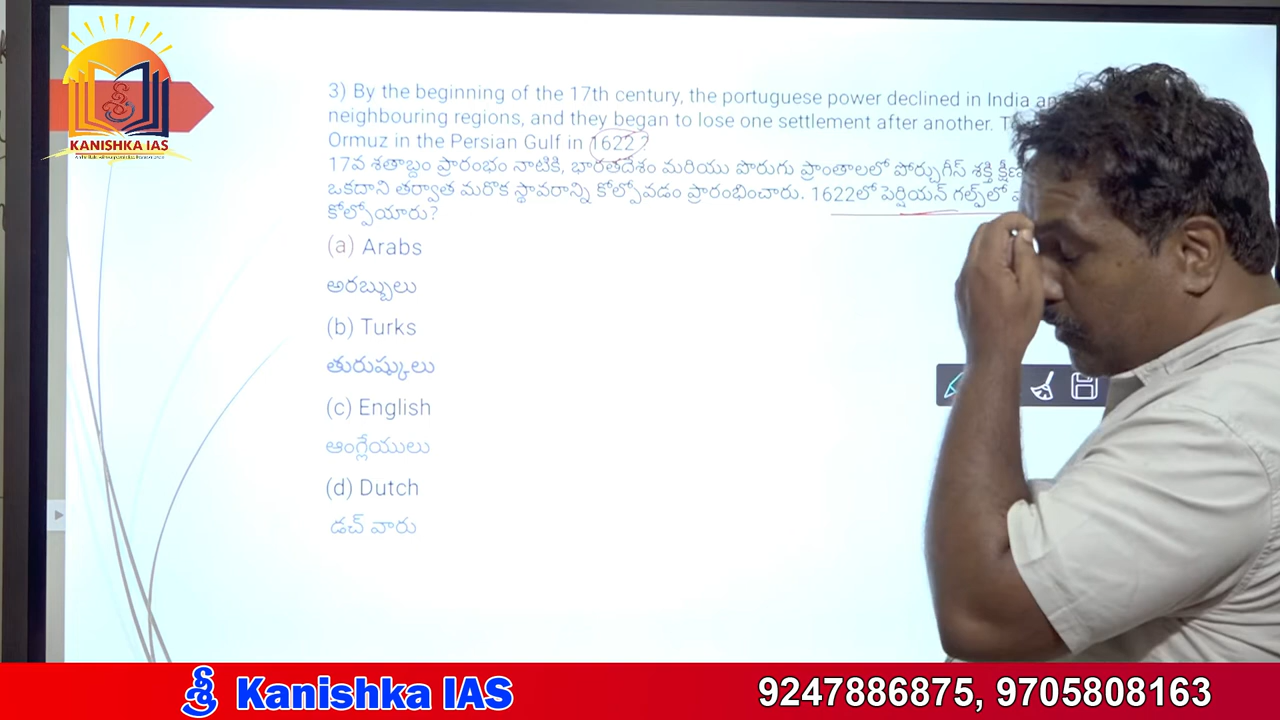 KANISHKA IAS
3) By the beginning of the 17th century, the portuguese power declined in India
neighbouring regions, and they began to lose one settlement after another.
Ormuz in the Persian Gulf in 1622?
17వ శతాబ్దం ప్రారంభం నాటికి, భారతదేశం మరియు పొరుగు ప్రాంతాలలో పోర్చుగీస్ శక్తి
ఒకదాని తర్వాత మరొక స్థావరాన్ని కోల్పోవడం ప్రారంభించారు. 1622లో పెర్షియన్ గల్ఫ్‌లో
కోల్పోయారు?
(a) Arabs
అరబ్బులు
(b) Turks
తురుష్కులు
(c) English
ఆంగ్లేయులు
(d) Dutch
డచ్ వారు
శ్రీ Kanishka IAS
9247886875, 9705808163